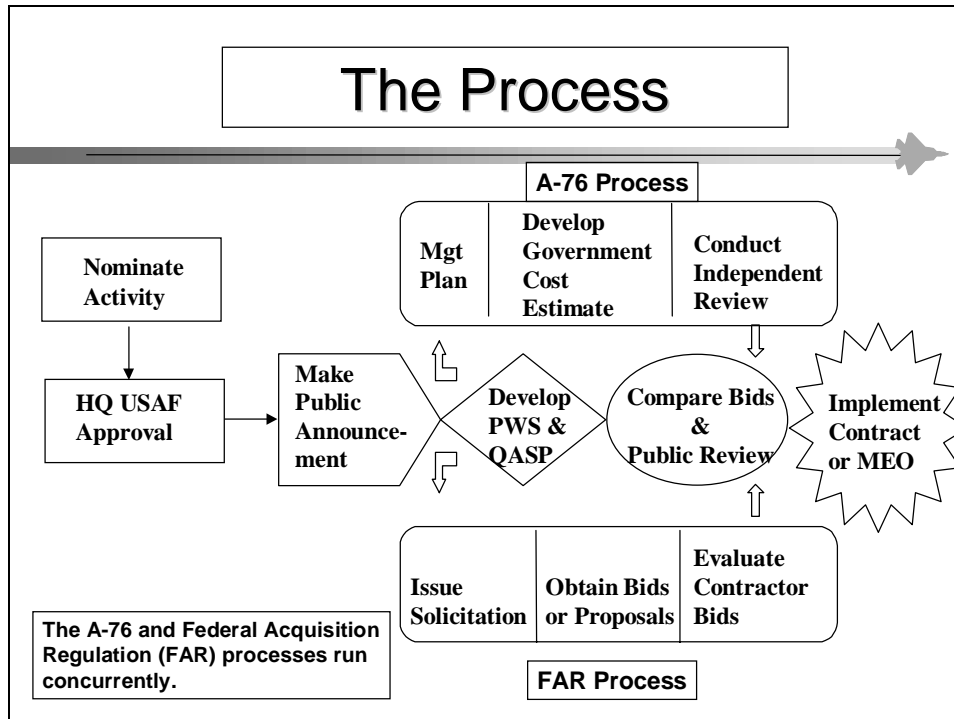 The Process
A-76 Process
Mgt
Plan
Develop
Government
Cost
Estimate
Conduct
Independent
Review
Nominate
Activity
HQ USAF
Approval
Make
Public
Announce-
ment
Develop
PWS &
QASP
Compare Bids
&
Public Review
Implement
Contract
or MEO
Issue
Solicitation
Obtain Bids
or Proposals
Evaluate
Contractor
Bids
FAR Process
The A-76 and Federal Acquisition
Regulation (FAR) processes run
concurrently.